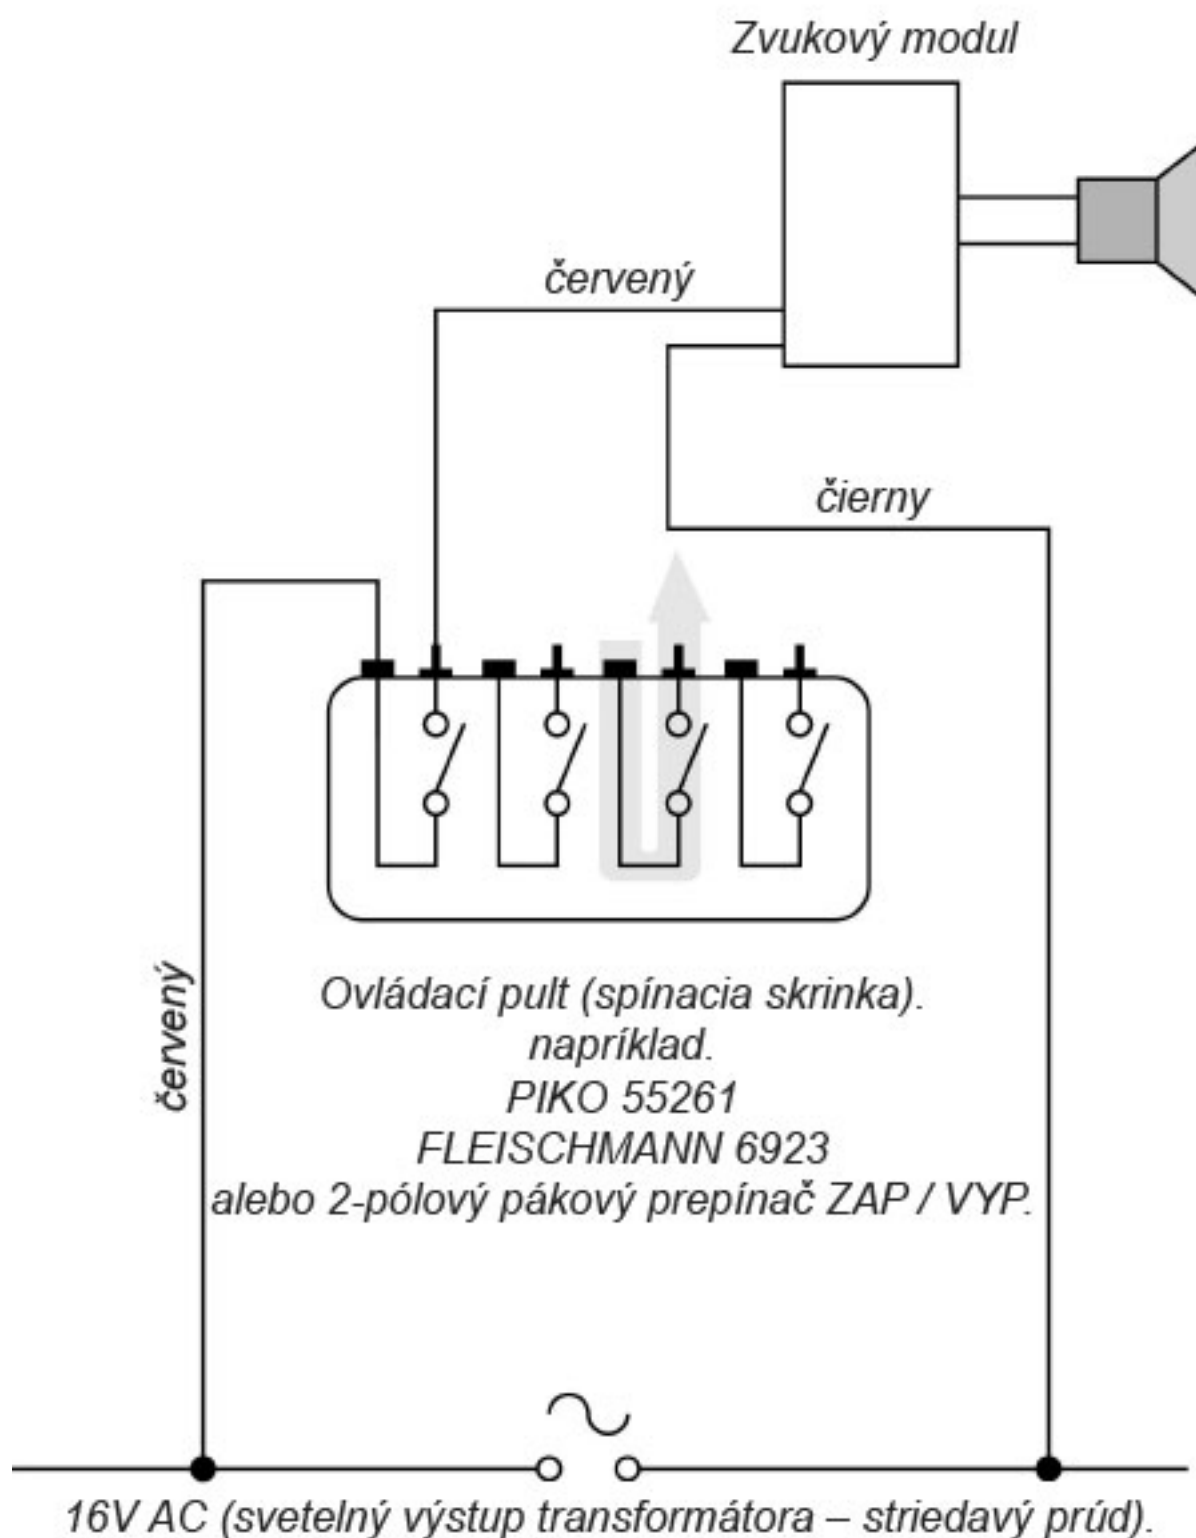 Zvukový modul
červený
čierny
červený
Ovládací pult (spínacia skrinka).
napríklad.
PIKO 55261
FLEISCHMANN 6923
alebo 2-pólový pákový prepínač ZAP / VYP.
16V AC (svetelný výstup transformátora – striedavý prúd).